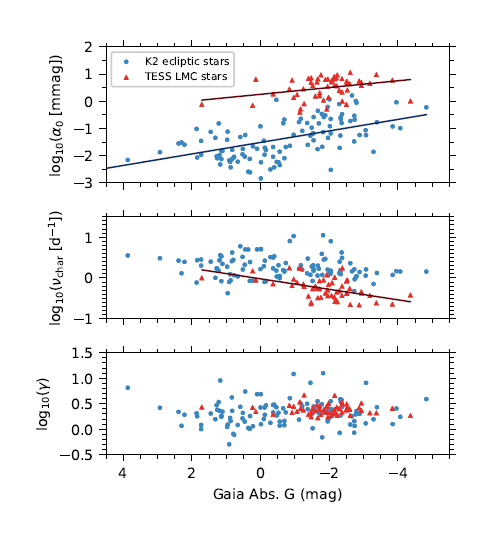 2
1
0
−1
−2
−3
log₁₀(α₀ [mmag])
K2 ecliptic stars
TESS LMC stars
1
0
−1
log₁₀(ν_char [d⁻¹])
1.5
1.0
0.5
0.0
−0.5
log₁₀(γ)
4 2 0 −2 −4
Gaia Abs. G (mag)